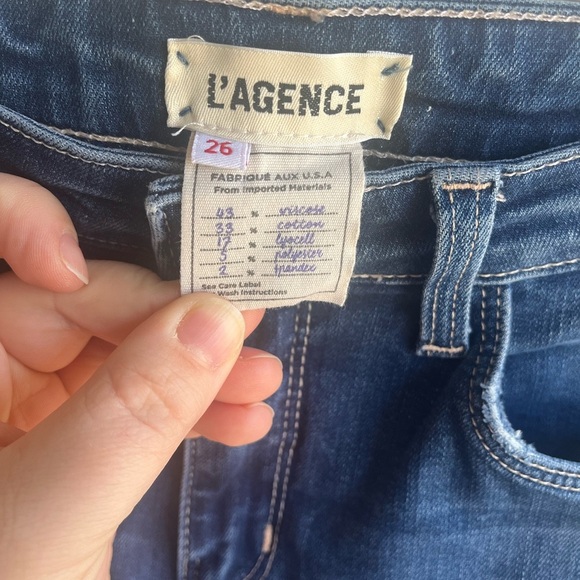 L'AGENCE
26
FABRIQUÉ AUX U.S.A
From Imported Materials
43 % viscose
33 % cotton
17 % lyocell
5 % polyester
2 % spandex
See Care Label
Wash Instructions